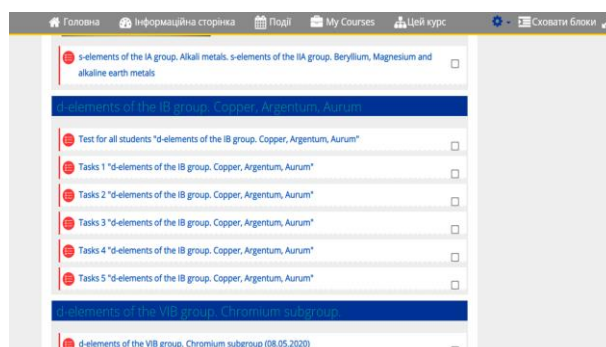 Головна Інформаційна сторінка Події My Courses Цей курс Сховати блоки
s-elements of the IA group. Alkali metals. s-elements of the IIA group. Beryllium, Magnesium and
alkaline earth metals
d-elements of the IB group. Copper, Argentum, Aurum
Test for all students "d-elements of the IB group. Copper, Argentum, Aurum"
Tasks 1 "d-elements of the IB group. Copper, Argentum, Aurum"
Tasks 2 "d-elements of the IB group. Copper, Argentum, Aurum"
Tasks 3 "d-elements of the IB group. Copper, Argentum, Aurum"
Tasks 4 "d-elements of the IB group. Copper, Argentum, Aurum"
Tasks 5 "d-elements of the IB group. Copper, Argentum, Aurum"
d-elements of the VIB group. Chromium subgroup.
d-elements of the VIB group. Chromium subgroup (08.05.2020)